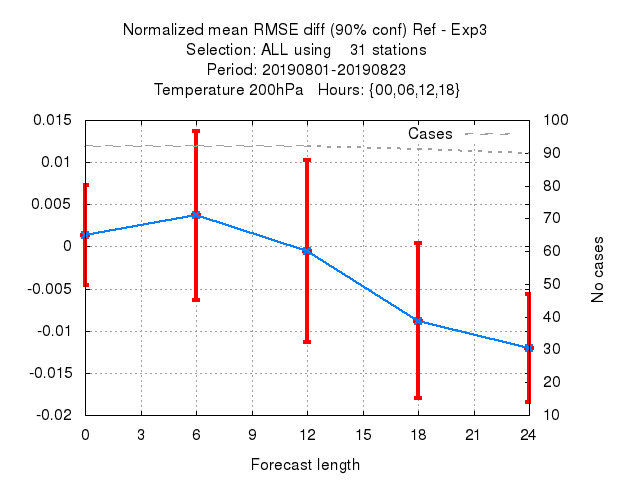 Normalized mean RMSE diff (90% conf) Ref - Exp3
Selection: ALL using 31 stations
Period: 20190801-20190823
Temperature 200hPa Hours: {00,06,12,18}
Cases
0.015
0.01
0.005
0
-0.005
-0.01
-0.015
-0.02
100
90
80
70
60
50
40
30
20
10
No cases
0 3 6 9 12 15 18 21 24
Forecast length